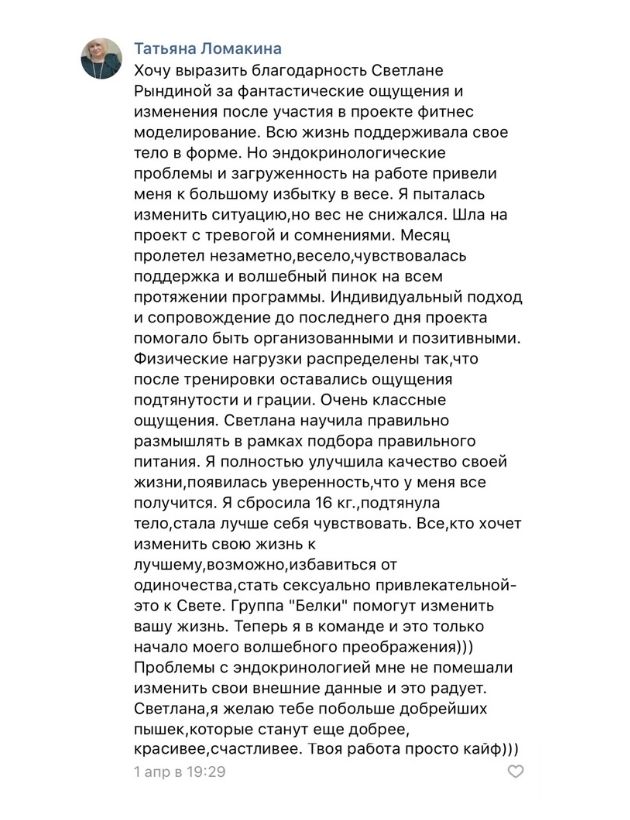 Татьяна Ломакина
Хочу выразить благодарность Светлане
Рындиной за фантастические ощущения и
изменения после участия в проекте фитнес
моделирование. Всю жизнь поддерживала свое
тело в форме. Но эндокринологические
проблемы и загруженность на работе привели
меня к большому избытку в весе. Я пыталась
изменить ситуацию,но вес не снижался. Шла на
проект с тревогой и сомнениями. Месяц
пролетел незаметно,весело,чувствовалась
поддержка и волшебный пинок на всем
протяжении программы. Индивидуальный подход
и сопровождение до последнего дня проекта
помогало быть организованными и позитивными.
Физические нагрузки распределены так,что
после тренировки оставались ощущения
подтянутости и грации. Очень классные
ощущения. Светлана научила правильно
размышлять в рамках подбора правильного
питания. Я полностью улучшила качество своей
жизни,появилась уверенность,что у меня все
получится. Я сбросила 16 кг.,подтянула
тело,стала лучше себя чувствовать. Все,кто хочет
изменить свою жизнь к
лучшему,возможно,избавиться от
одиночества,стать сексуально привлекательной-
это к Свете. Группа "Белки" помогут изменить
вашу жизнь. Теперь я в команде и это только
начало моего волшебного преображения)))
Проблемы с эндокринологией мне не помешали
изменить свои внешние данные и это радует.
Светлана,я желаю тебе побольше добрейших
пышек,которые станут еще добрее,
красивее,счастливее. Твоя работа просто кайф)))
1 апр в 19:29